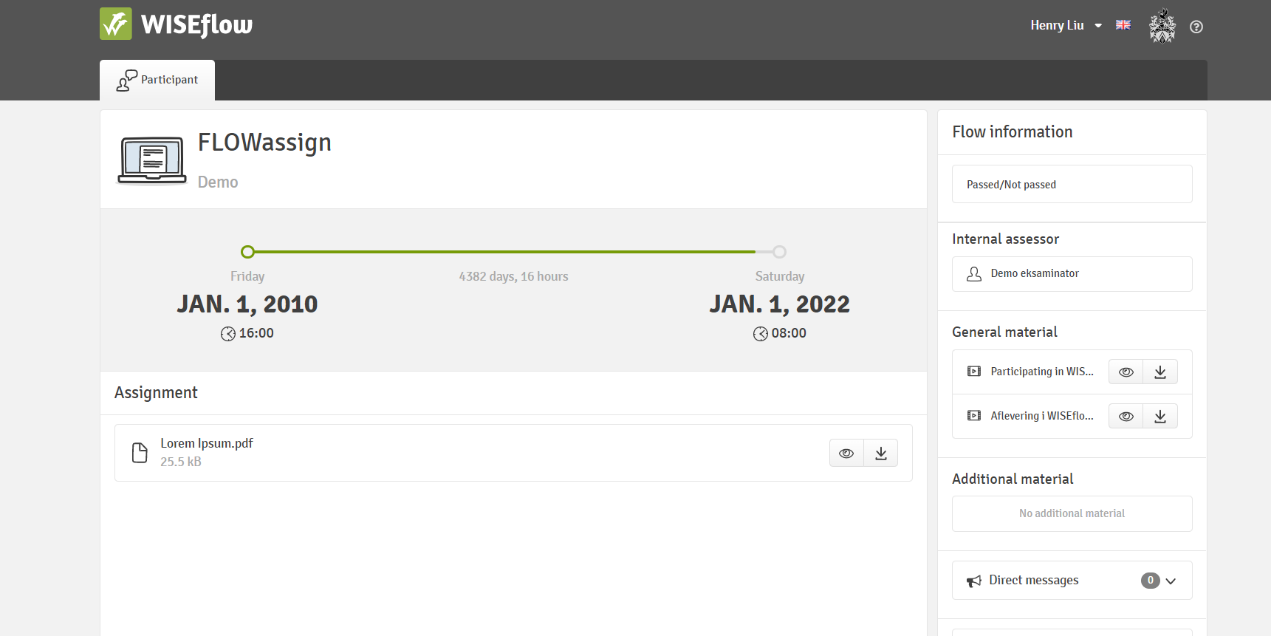 WISEflow
Henry Liu
Participant
FLOWassign
Demo
Friday
JAN. 1, 2010
16:00
4382 days, 16 hours
Saturday
JAN. 1, 2022
08:00
Assignment
Lorem Ipsum.pdf
25.5 kB
Flow information
Passed/Not passed
Internal assessor
Demo eksaminator
General material
Participating in WIS...
Aflevering i WISEflo...
Additional material
No additional material
Direct messages
0